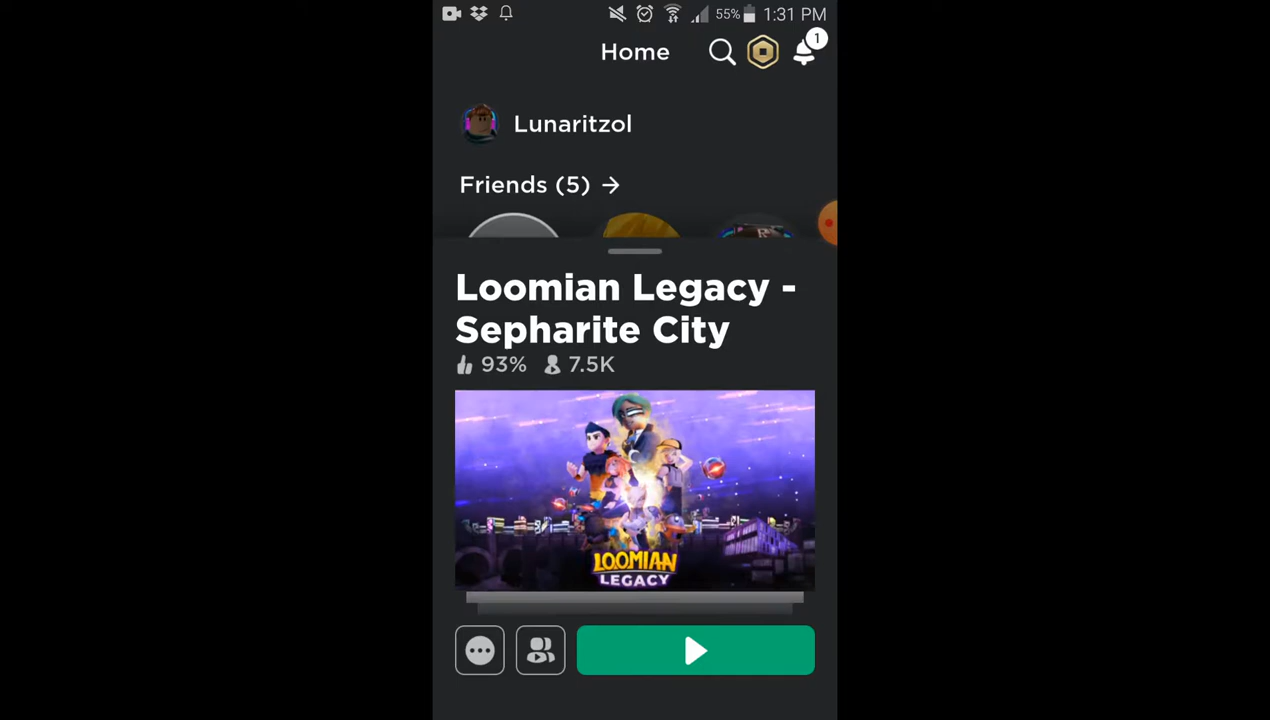 55% 1:31 PM
Home
1
Lunaritzol
Friends (5)
Loomian Legacy -
Sepharite City
93% 7.5K
LOOMIAN
LEGACY